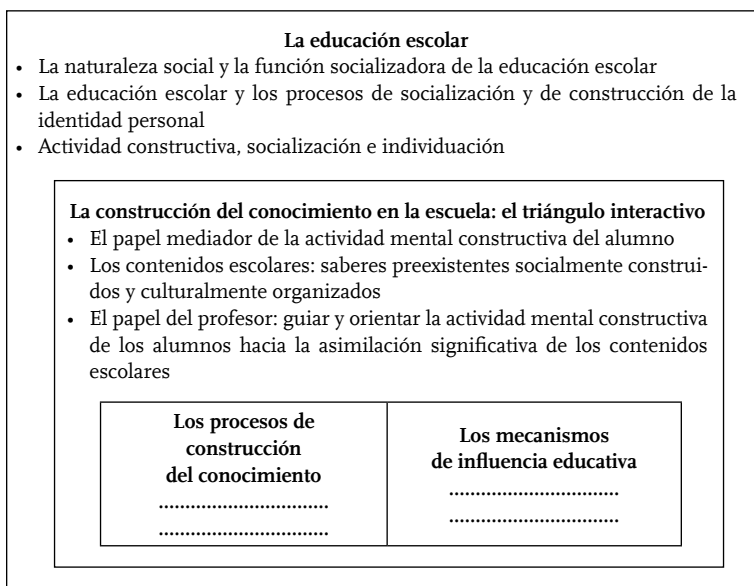 La educación escolar
• La naturaleza social y la función socializadora de la educación escolar
• La educación escolar y los procesos de socialización y de construcción de la
identidad personal
• Actividad constructiva, socialización e individuación
La construcción del conocimiento en la escuela: el triángulo interactivo
• El papel mediador de la actividad mental constructiva del alumno
• Los contenidos escolares: saberes preexistentes socialmente construi-
dos y culturalmente organizados
• El papel del profesor: guiar y orientar la actividad mental constructiva
de los alumnos hacia la asimilación significativa de los contenidos
escolares
Los procesos de
construcción
del conocimiento
................................
................................
Los mecanismos
de influencia educativa
................................
................................